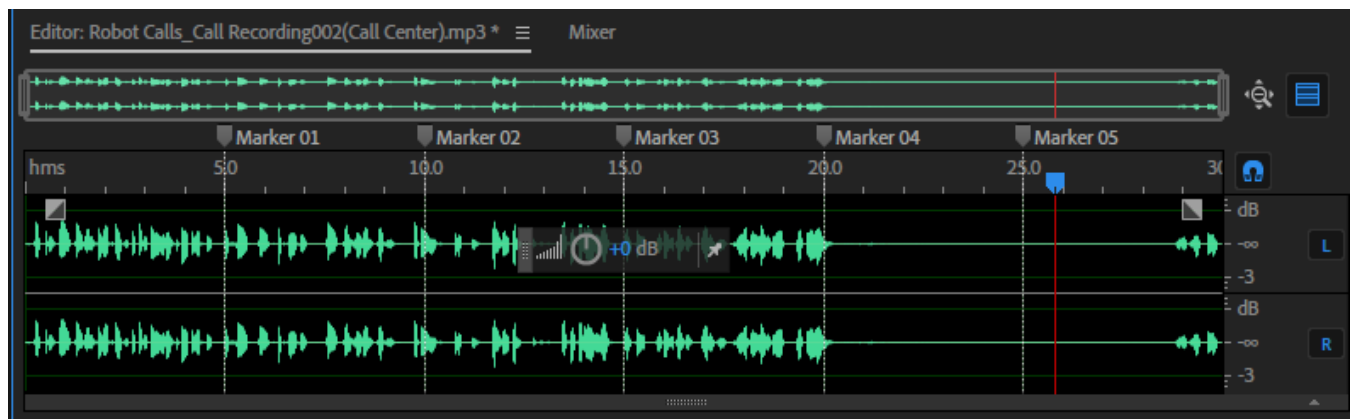 Editor: Robot Calls_Call Recording002(Call Center).mp3 * ☰ Mixer
Marker 01 Marker 02 Marker 03 Marker 04 Marker 05
hms 5.0 10.0 15.0 20.0 25.0 30
dB
+0 dB -∞ L
-3
dB
-∞ R
-3